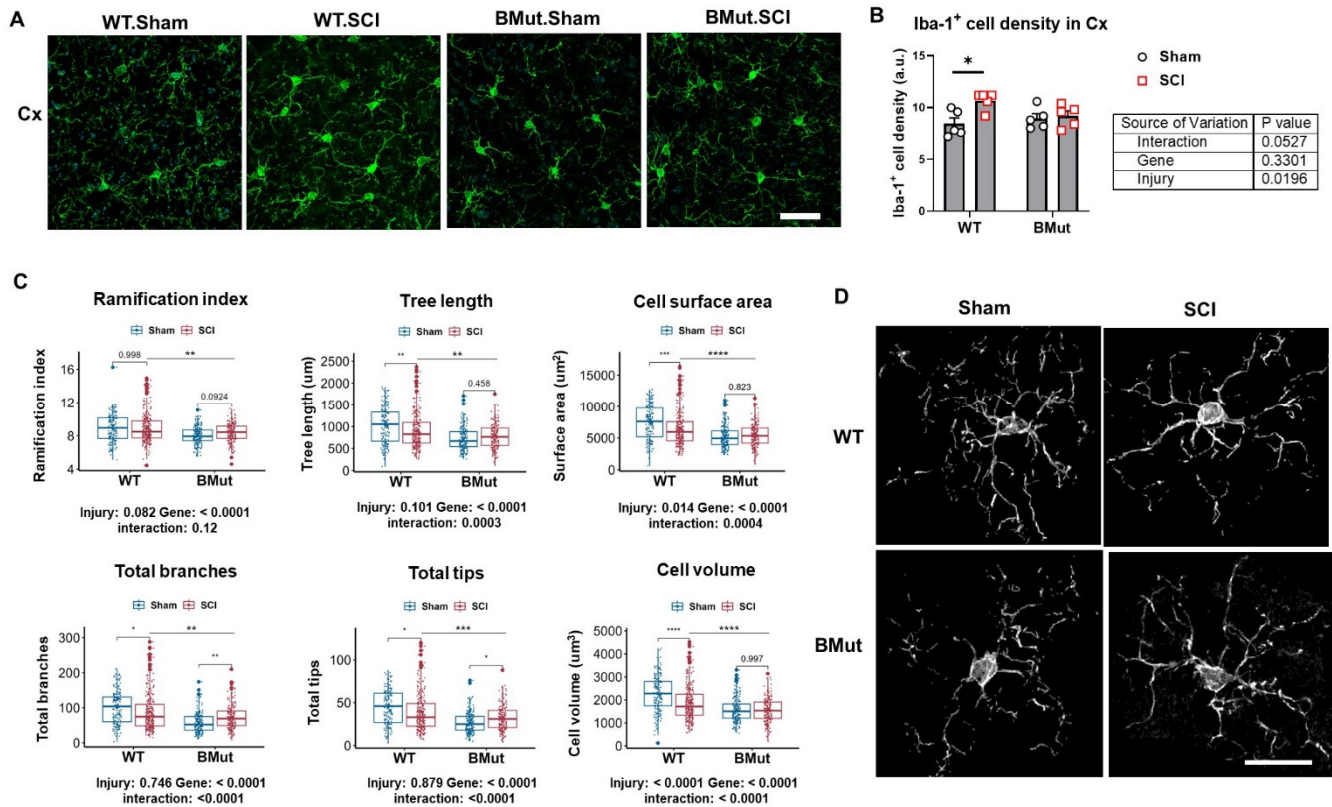 A
WT.Sham
WT.SCI
BMut.Sham
BMut.SCI
Cx
B
Iba-1+ cell density in Cx
Iba-1+ cell density (a.u.)
15
10
5
0
*
WT
BMut
Sham
SCI
Source of Variation P value
Interaction 0.0527
Gene 0.3301
Injury 0.0196
C
Ramification index
Sham SCI
Ramification index
16
12
8
4
0.998
**
0.0924
WT
BMut
Injury: 0.082 Gene: < 0.0001
interaction: 0.12
Tree length
Sham SCI
Tree length (um)
2500
2000
1500
1000
500
0
**
**
0.458
WT
BMut
Injury: 0.101 Gene: < 0.0001
interaction: 0.0003
Cell surface area
Sham SCI
Surface area (um²)
15000
10000
5000
0
***
****
0.823
WT
BMut
Injury: 0.014 Gene: < 0.0001
interaction: 0.0004
Total branches
Sham SCI
Total branches
300
200
100
0
*
**
**
WT
BMut
Injury: 0.746 Gene: < 0.0001
interaction: <0.0001
Total tips
Sham SCI
Total tips
100
50
0
*
***
*
WT
BMut
Injury: 0.879 Gene: < 0.0001
interaction: <0.0001
Cell volume
Sham SCI
Cell volume (um³)
5000
4000
3000
2000
1000
0
****
****
0.997
WT
BMut
Injury: < 0.0001 Gene: < 0.0001
interaction: < 0.0001
D
Sham
SCI
WT
BMut